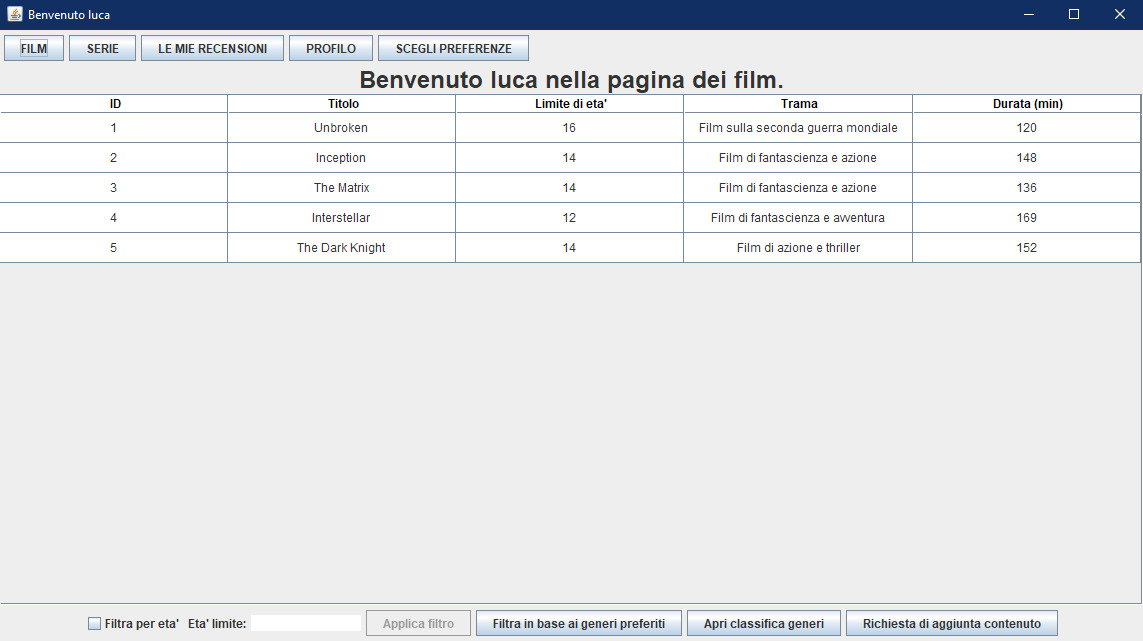 Benvenuto luca
FILM SERIE LE MIE RECENSIONI PROFILO SCEGLI PREFERENZE
Benvenuto luca nella pagina dei film.
ID Titolo Limite di eta' Trama Durata (min)
1 Unbroken 16 Film sulla seconda guerra mondiale 120
2 Inception 14 Film di fantascienza e azione 148
3 The Matrix 14 Film di fantascienza e azione 136
4 Interstellar 12 Film di fantascienza e avventura 169
5 The Dark Knight 14 Film di azione e thriller 152
Filtra per eta' Eta' limite: Applica filtro Filtra in base ai generi preferiti Apri classifica generi Richiesta di aggiunta contenuto